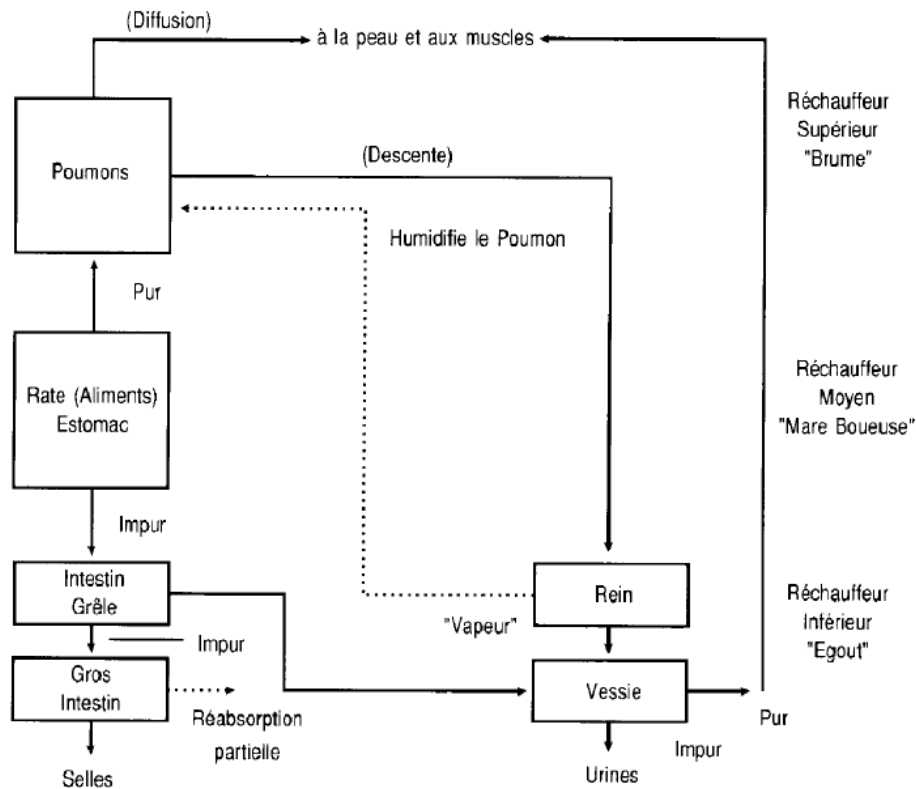 (Diffusion)
à la peau et aux muscles
Réchauffeur
Supérieur
"Brume"
Poumons
(Descente)
Humidifie le Poumon
Pur
Rate (Aliments)
Estomac
Réchauffeur
Moyen
"Mare Boueuse"
Impur
Intestin
Grêle
Rein
Réchauffeur
Inférieur
"Egout"
"Vapeur"
Impur
Gros
Intestin
Vessie
Réabsorption
partielle
Pur
Impur
Selles
Urines